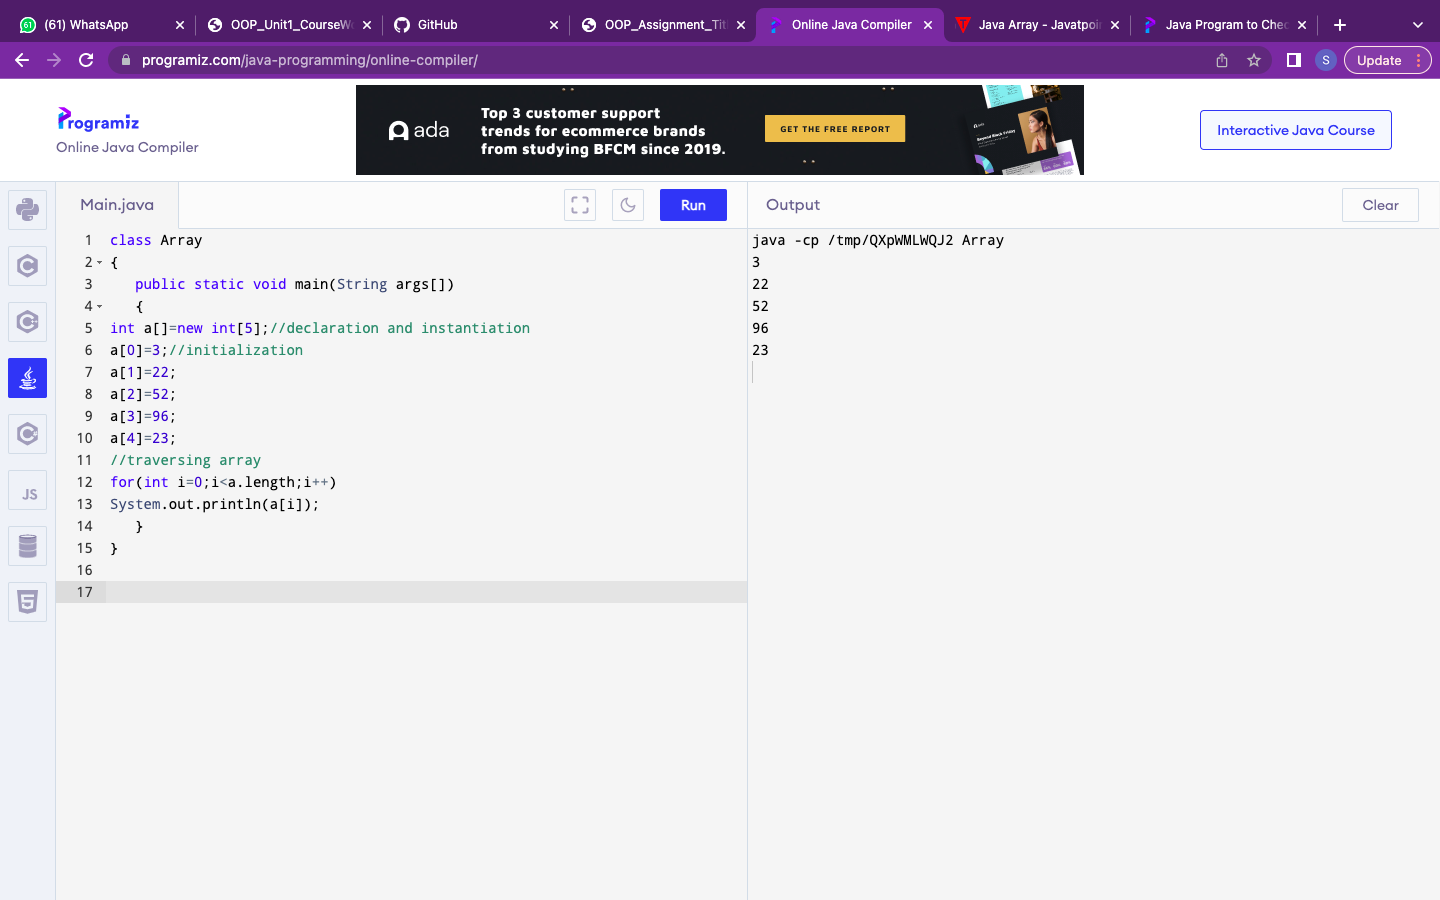 (61) WhatsApp
OOP_Unit1_CourseWo
GitHub
OOP_Assignment_Tit
Online Java Compiler
Java Array - Javatpoin
Java Program to Chec
programiz.com/java-programming/online-compiler/
S
Update
Programiz
Online Java Compiler
ada
Top 3 customer support
trends for ecommerce brands
from studying BFCM since 2019.
GET THE FREE REPORT
Interactive Java Course
Main.java
Run
Output
Clear
1 class Array
2 {
3 public static void main(String args[])
4 {
5 int a[]=new int[5];//declaration and instantiation
6 a[0]=3;//initialization
7 a[1]=22;
8 a[2]=52;
9 a[3]=96;
10 a[4]=23;
11 //traversing array
12 for(int i=0;i<a.length;i++)
13 System.out.println(a[i]);
14 }
15 }
16
17
JS
java -cp /tmp/QXpWMLWQJ2 Array
3
22
52
96
23